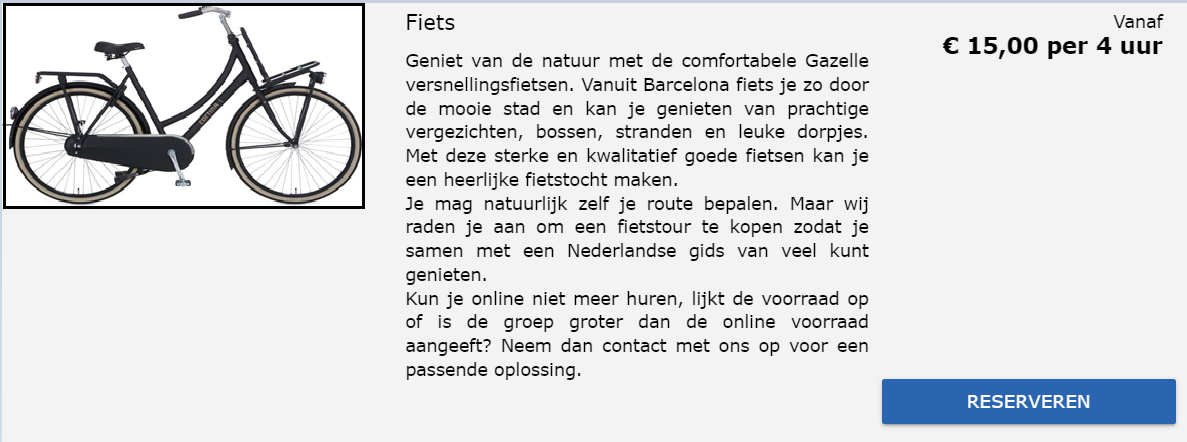 Fiets
Geniet van de natuur met de comfortabele Gazelle
versnellingsfietsen. Vanuit Barcelona fiets je zo door
de mooie stad en kan je genieten van prachtige
vergezichten, bossen, stranden en leuke dorpjes.
Met deze sterke en kwalitatief goede fietsen kan je
een heerlijke fietstocht maken.
Je mag natuurlijk zelf je route bepalen. Maar wij
raden je aan om een fietstour te kopen zodat je
samen met een Nederlandse gids van veel kunt
genieten.
Kun je online niet meer huren, lijkt de voorraad op
of is de groep groter dan de online voorraad
aangeeft? Neem dan contact met ons op voor een
passende oplossing.
Vanaf
€ 15,00 per 4 uur
RESERVEREN